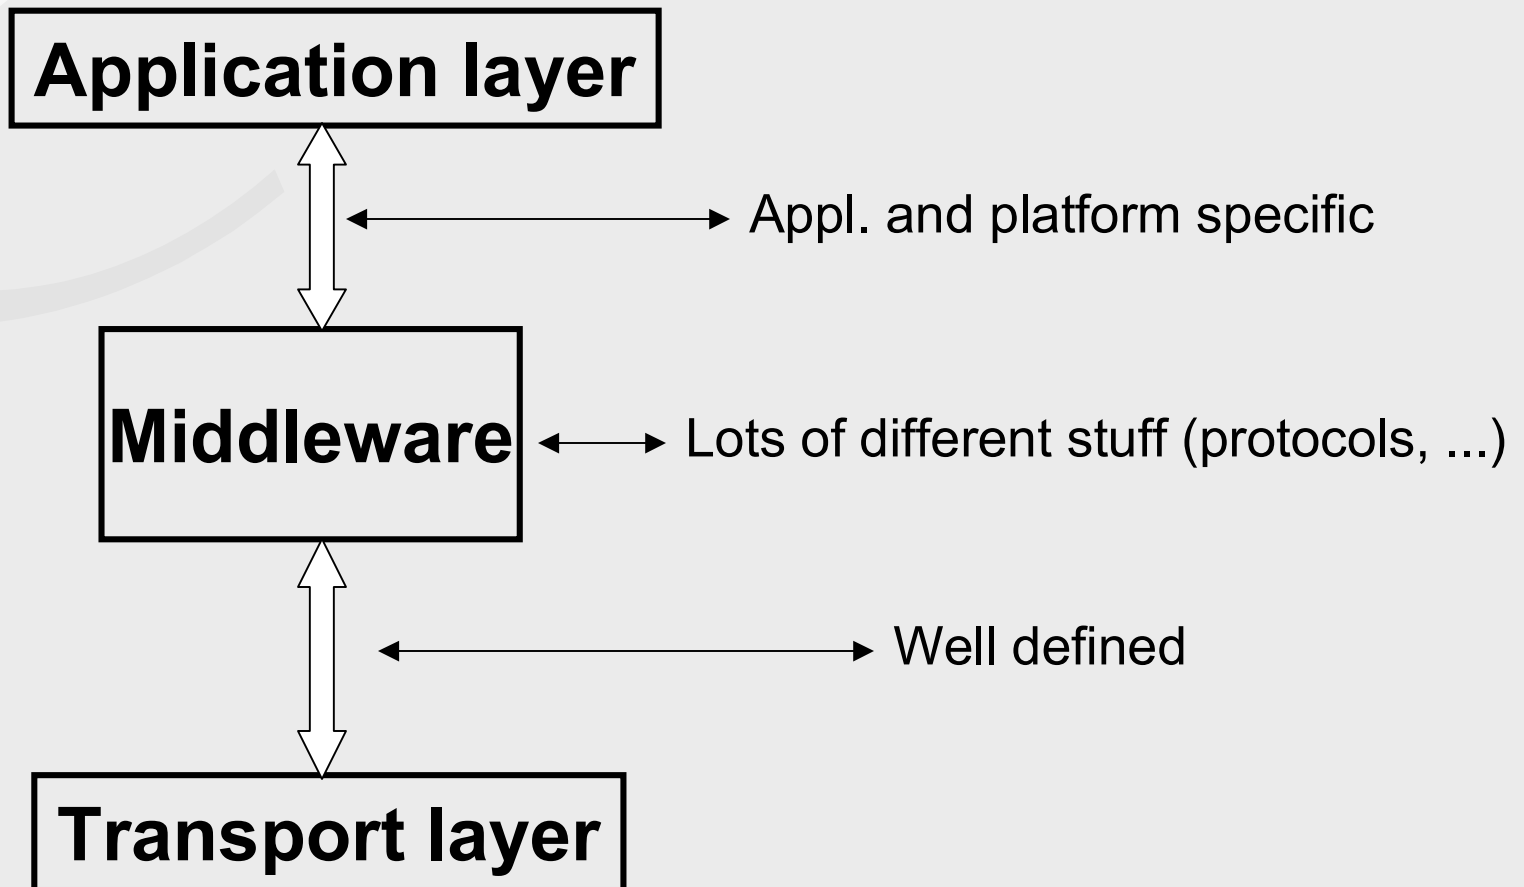 Application layer
Appl. and platform specific
Middleware
Lots of different stuff (protocols, ...)
Well defined
Transport layer